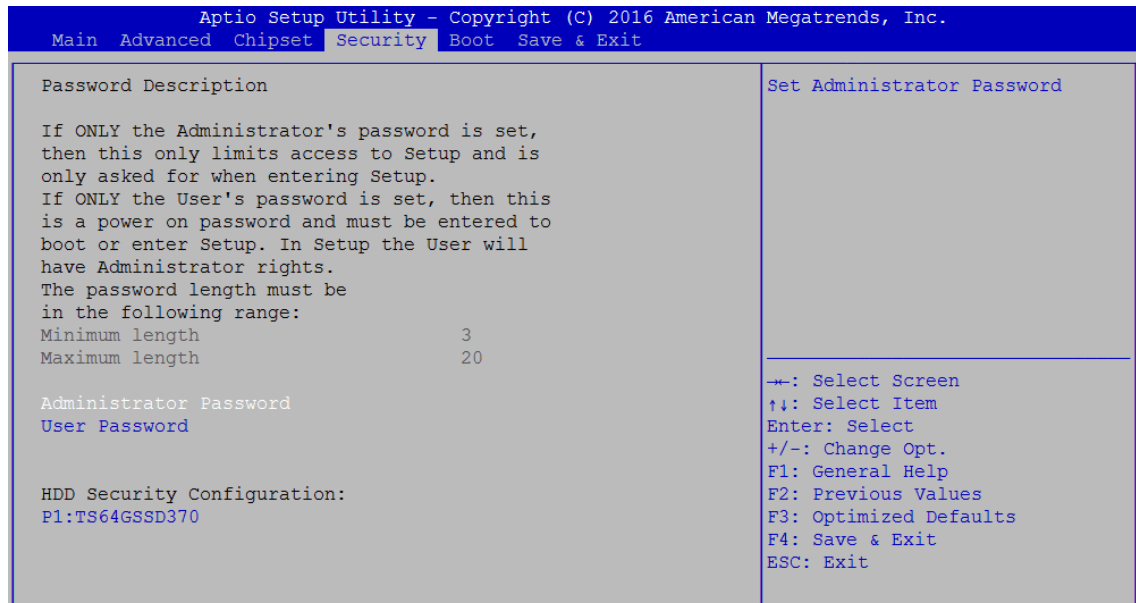 Aptio Setup Utility – Copyright (C) 2016 American Megatrends, Inc.
Main Advanced Chipset Security Boot Save & Exit
Password Description
If ONLY the Administrator's password is set,
then this only limits access to Setup and is
only asked for when entering Setup.
If ONLY the User's password is set, then this
is a power on password and must be entered to
boot or enter Setup. In Setup the User will
have Administrator rights.
The password length must be
in the following range:
Minimum length 3
Maximum length 20
Administrator Password
User Password
HDD Security Configuration:
P1:TS64GSSD370
Set Administrator Password
→←: Select Screen
↑↓: Select Item
Enter: Select
+/-: Change Opt.
F1: General Help
F2: Previous Values
F3: Optimized Defaults
F4: Save & Exit
ESC: Exit